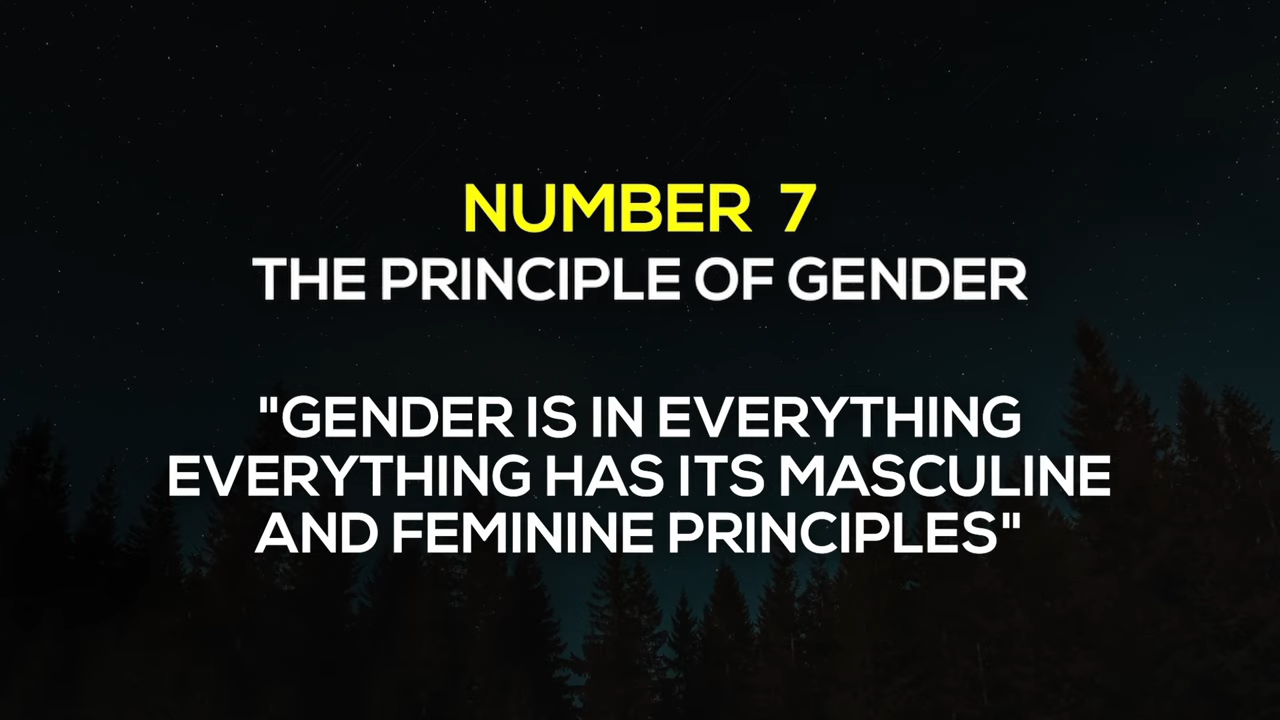 NUMBER 7
THE PRINCIPLE OF GENDER
"GENDER IS IN EVERYTHING
EVERYTHING HAS ITS MASCULINE
AND FEMININE PRINCIPLES"